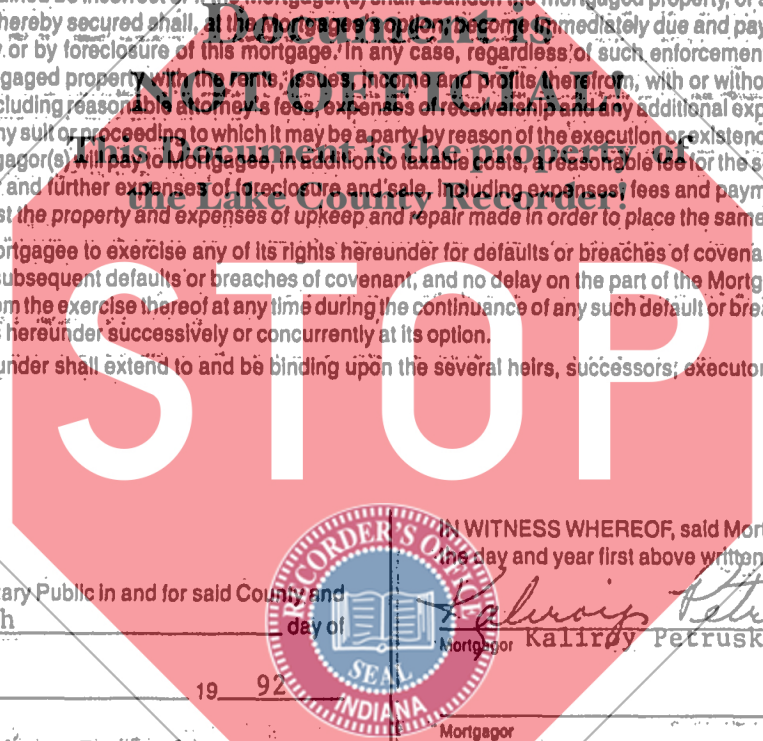 thereby secured shall, at the Mortgagee's option, become immediately due and pay
Document is
y or by foreclosure of this mortgage. In any case, regardless of such enforcemen
gaged property with the rents, issues, income and profits therefrom, with or witho
NOT OFFICIAL!
cluding reasonable attorney's fees, expenses of receivership and any additional exp
ny suit or proceeding to which it may be a party by reason of the execution or existenc
This Document is the property of
gagor(s) will pay to Mortgagee, in addition to taxable costs, a reasonable fee for the s
and further expenses of foreclosure and sale, including expenses, fees and paym
the Lake County Recorder!
st the property and expenses of upkeep and repair made in order to place the same
ortgagee to exercise any of its rights hereunder for defaults or breaches of covena
subsequent defaults or breaches of covenant, and no delay on the part of the Mortg
om the exercise thereof at any time during the continuance of any such default or brea
s hereunder successively or concurrently at its option.
under shall extend to and be binding upon the several heirs, successors, executor
STOP
IN WITNESS WHEREOF, said Mort
the day and year first above written
RECORDER'S OFFICE
SEAL
INDIANA
tary Public in and for said County and
h day of
Kaliroy Petrusk
Mortgagor
19 92
Mortgagor